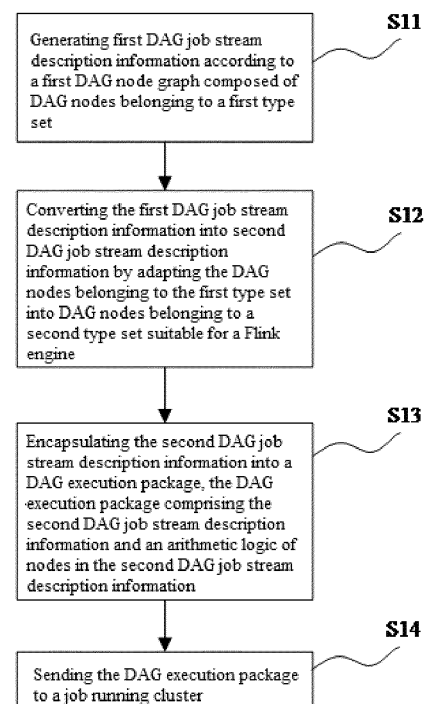 S11
Generating first DAG job stream
description information according to
a first DAG node graph composed of
DAG nodes belonging to a first type
set
S12
Converting the first DAG job stream
description information into second
DAG job stream description
information by adapting the DAG
nodes belonging to the first type set
into DAG nodes belonging to a
second type set suitable for a Flink
engine
S13
Encapsulating the second DAG job
stream description information into a
DAG execution package, the DAG
execution package comprising the
second DAG job stream description
information and an arithmetic logic of
nodes in the second DAG job stream
description information
S14
Sending the DAG execution package
to a job running cluster